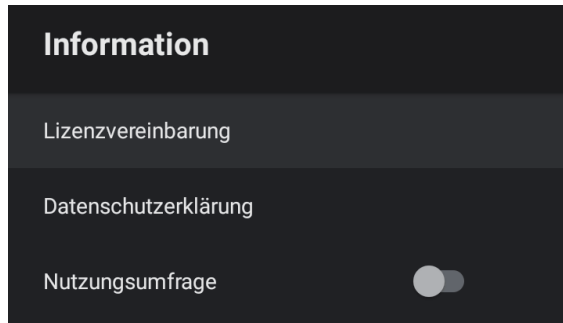 Information
Lizenzvereinbarung
Datenschutzerklärung
Nutzungsumfrage